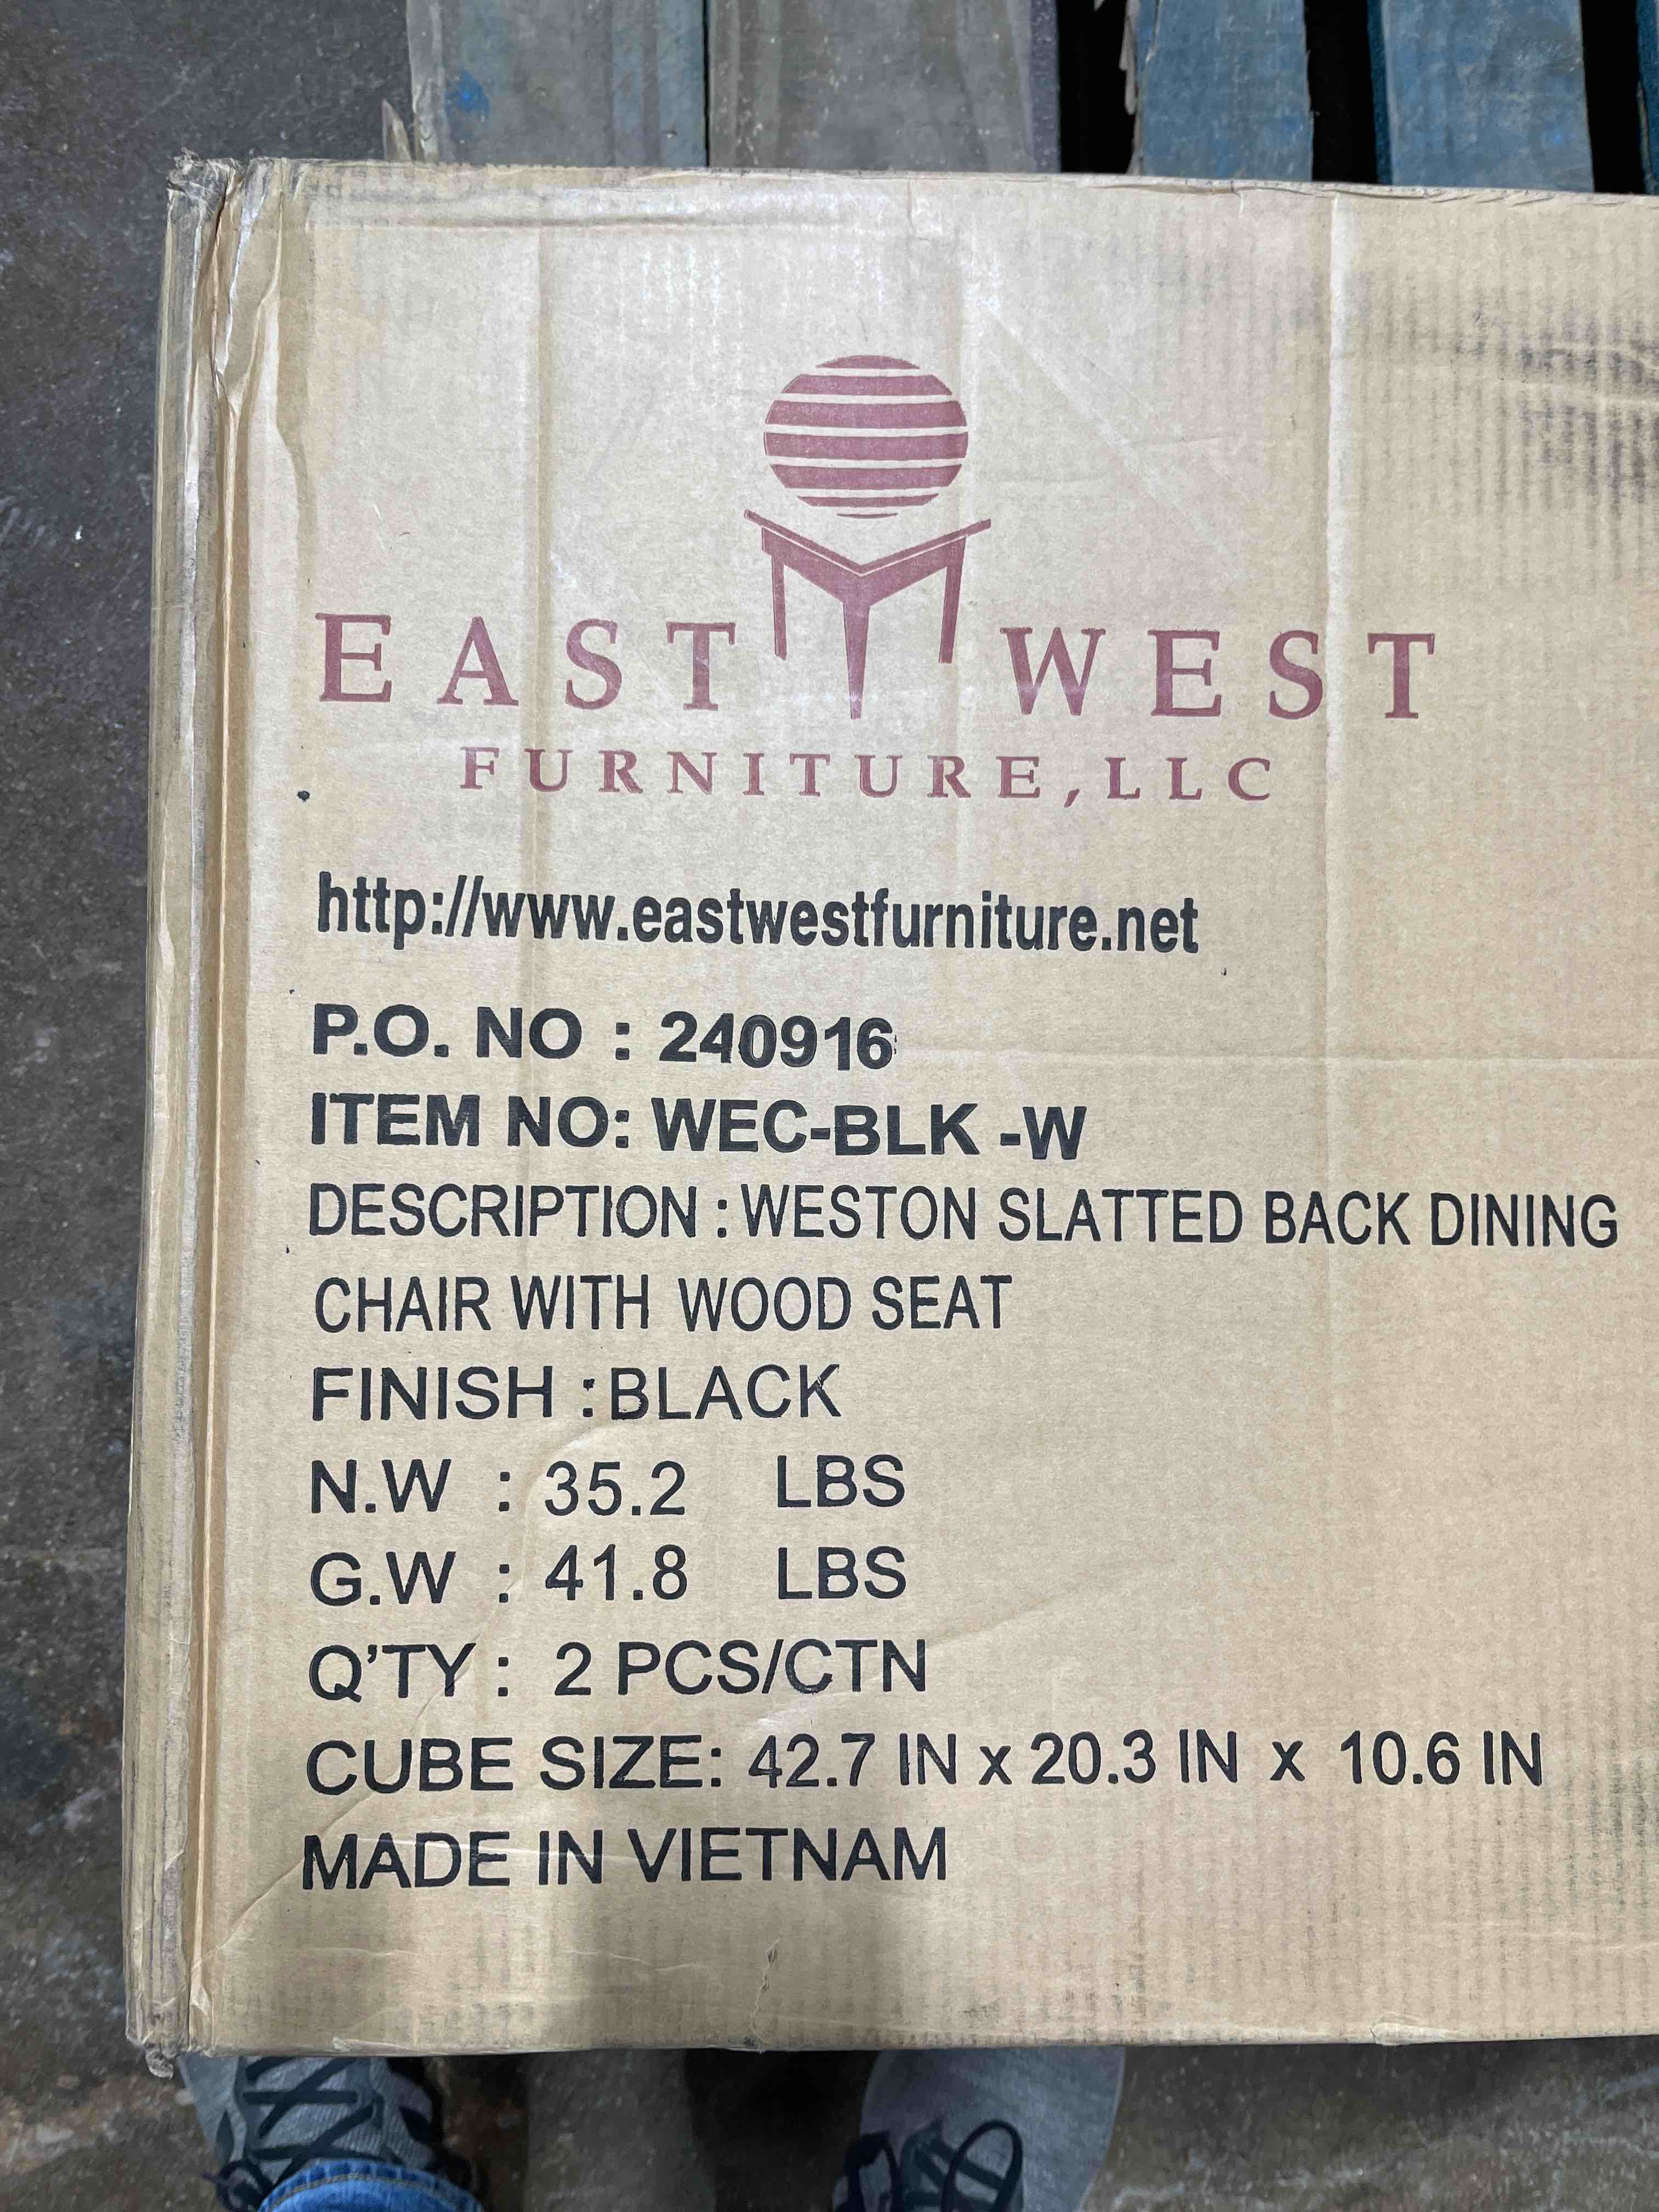 EAST WEST
FURNITURE, LLC
http://www.eastwestfurniture.net
P.O. NO : 240916
ITEM NO: WEC-BLK -W
DESCRIPTION : WESTON SLATTED BACK DINING
CHAIR WITH WOOD SEAT
FINISH : BLACK
N.W : 35.2 LBS
G.W : 41.8 LBS
Q'TY : 2 PCS/CTN
CUBE SIZE: 42.7 IN x 20.3 IN x 10.6 IN
MADE IN VIETNAM